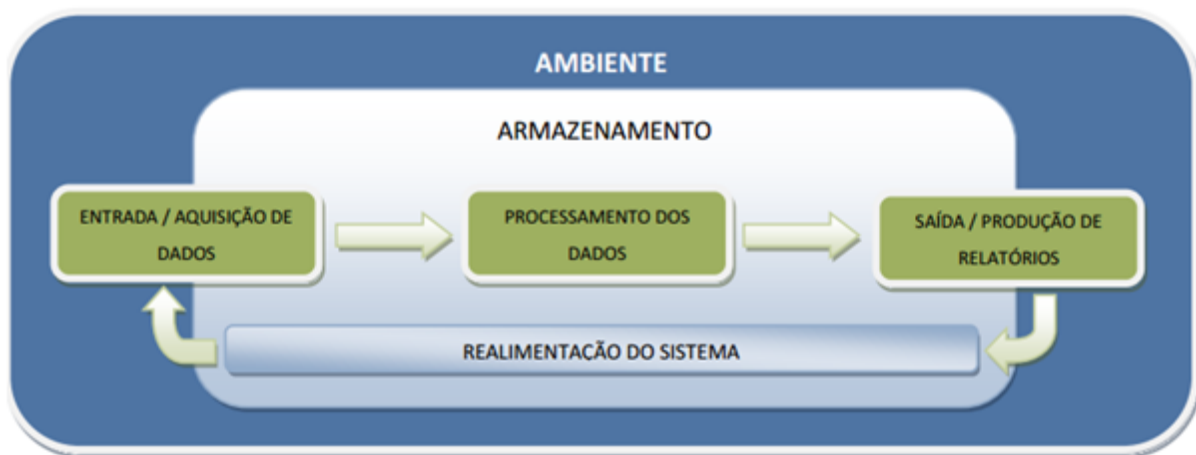 AMBIENTE
ARMAZENAMENTO
ENTRADA / AQUISIÇÃO DE
DADOS
PROCESSAMENTO DOS
DADOS
SAÍDA / PRODUÇÃO DE
RELATÓRIOS
REALIMENTAÇÃO DO SISTEMA